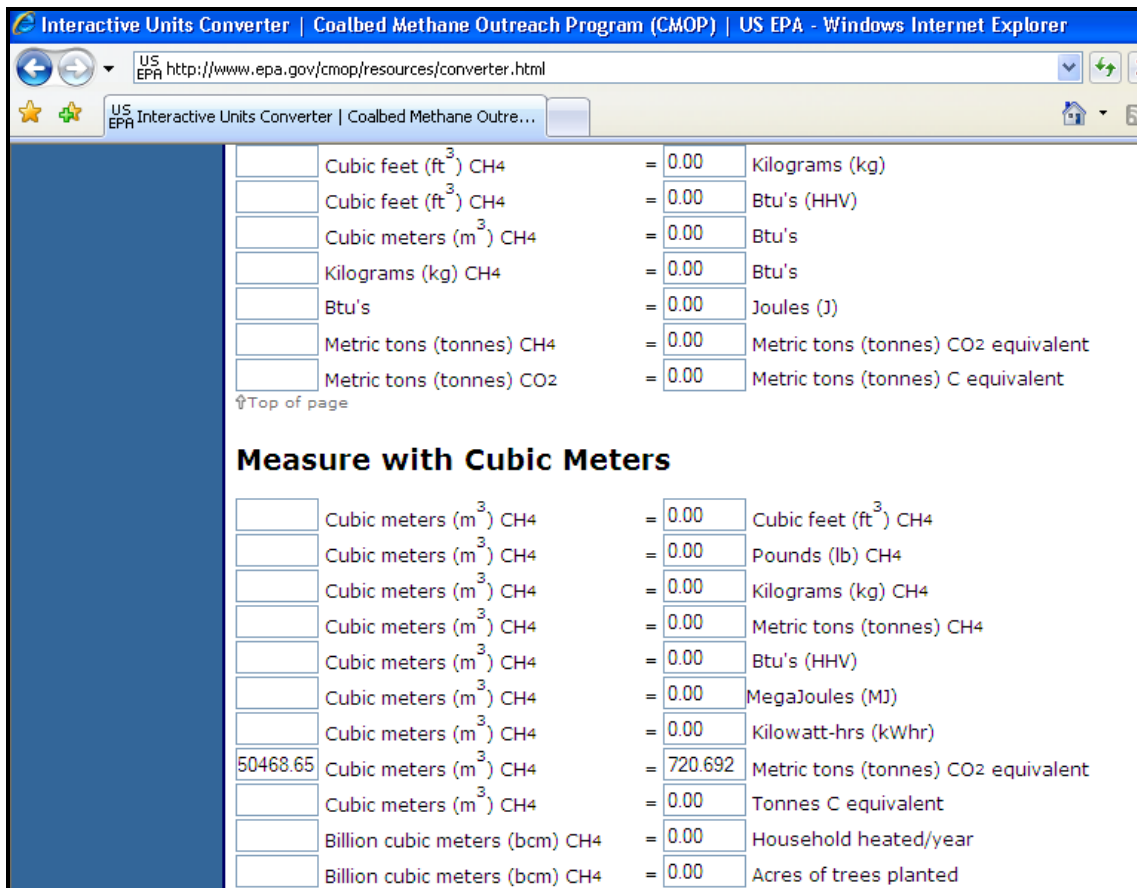 Interactive Units Converter | Coalbed Methane Outreach Program (CMOP) | US EPA - Windows Internet Explorer
US EPA http://www.epa.gov/cmop/resources/converter.html
US EPA Interactive Units Converter | Coalbed Methane Outre...
Cubic feet (ft³) CH4 = 0.00 Kilograms (kg)
Cubic feet (ft³) CH4 = 0.00 Btu's (HHV)
Cubic meters (m³) CH4 = 0.00 Btu's
Kilograms (kg) CH4 = 0.00 Btu's
Btu's = 0.00 Joules (J)
Metric tons (tonnes) CH4 = 0.00 Metric tons (tonnes) CO2 equivalent
Metric tons (tonnes) CO2 = 0.00 Metric tons (tonnes) C equivalent
⇧Top of page
Measure with Cubic Meters
Cubic meters (m³) CH4 = 0.00 Cubic feet (ft³) CH4
Cubic meters (m³) CH4 = 0.00 Pounds (lb) CH4
Cubic meters (m³) CH4 = 0.00 Kilograms (kg) CH4
Cubic meters (m³) CH4 = 0.00 Metric tons (tonnes) CH4
Cubic meters (m³) CH4 = 0.00 Btu's (HHV)
Cubic meters (m³) CH4 = 0.00 MegaJoules (MJ)
Cubic meters (m³) CH4 = 0.00 Kilowatt-hrs (kWhr)
50468.65 Cubic meters (m³) CH4 = 720.692 Metric tons (tonnes) CO2 equivalent
Cubic meters (m³) CH4 = 0.00 Tonnes C equivalent
Billion cubic meters (bcm) CH4 = 0.00 Household heated/year
Billion cubic meters (bcm) CH4 = 0.00 Acres of trees planted